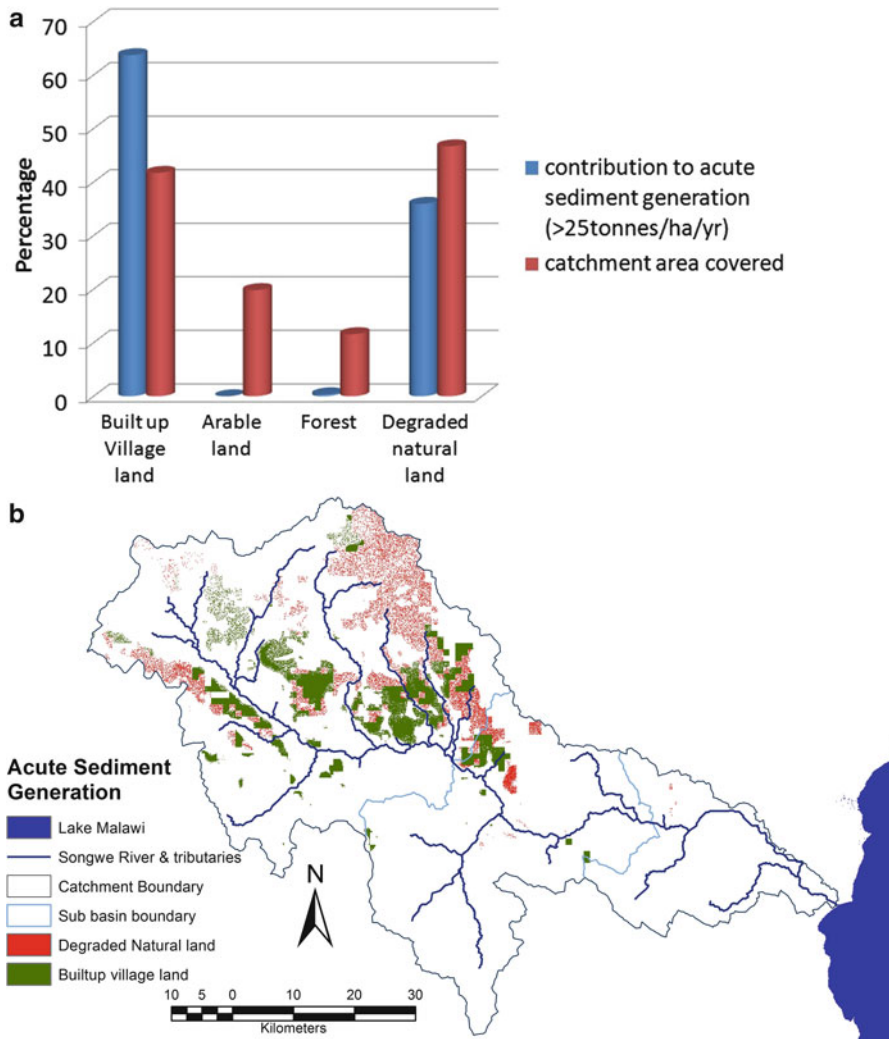 a
70
60
50
40
30
20
10
0
Percentage
Built up
Village
land
Arable
land
Forest
Degraded
natural
land
contribution to acute
sediment generation
(>25tonnes/ha/yr)
catchment area covered
b
Acute Sediment
Generation
Lake Malawi
Songwe River & tributaries
Catchment Boundary
Sub basin boundary
Degraded Natural land
Builtup village land
N
10 5 0 10 20 30
Kilometers